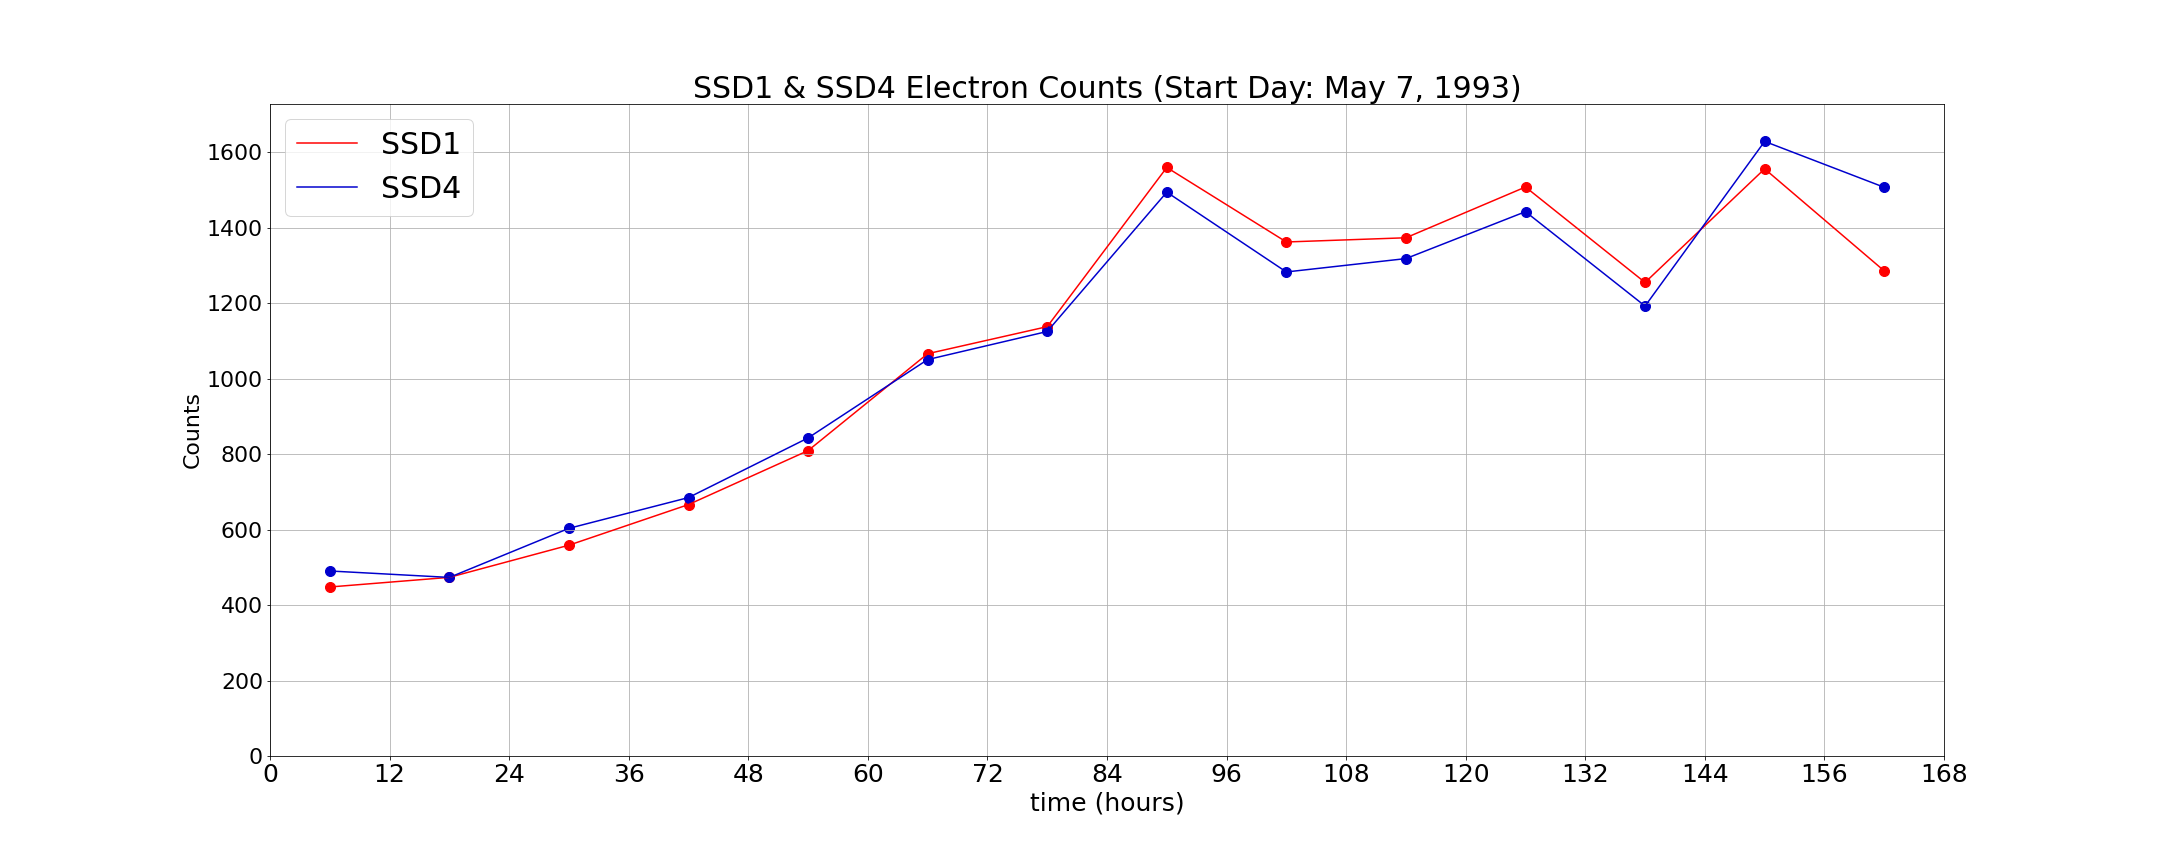 SSD1 & SSD4 Electron Counts (Start Day: May 7, 1993)
SSD1
SSD4
1600
1400
1200
1000
800
600
400
200
0
Counts
0 12 24 36 48 60 72 84 96 108 120 132 144 156 168
time (hours)